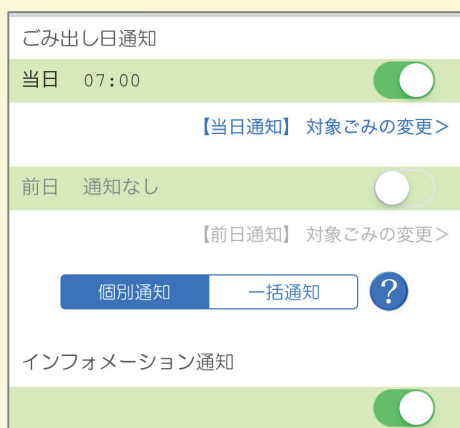 ごみ出し日通知
当日 07:00
【当日通知】 対象ごみの変更>
前日 通知なし
【前日通知】 対象ごみの変更>
個別通知 一括通知 ?
インフォメーション通知